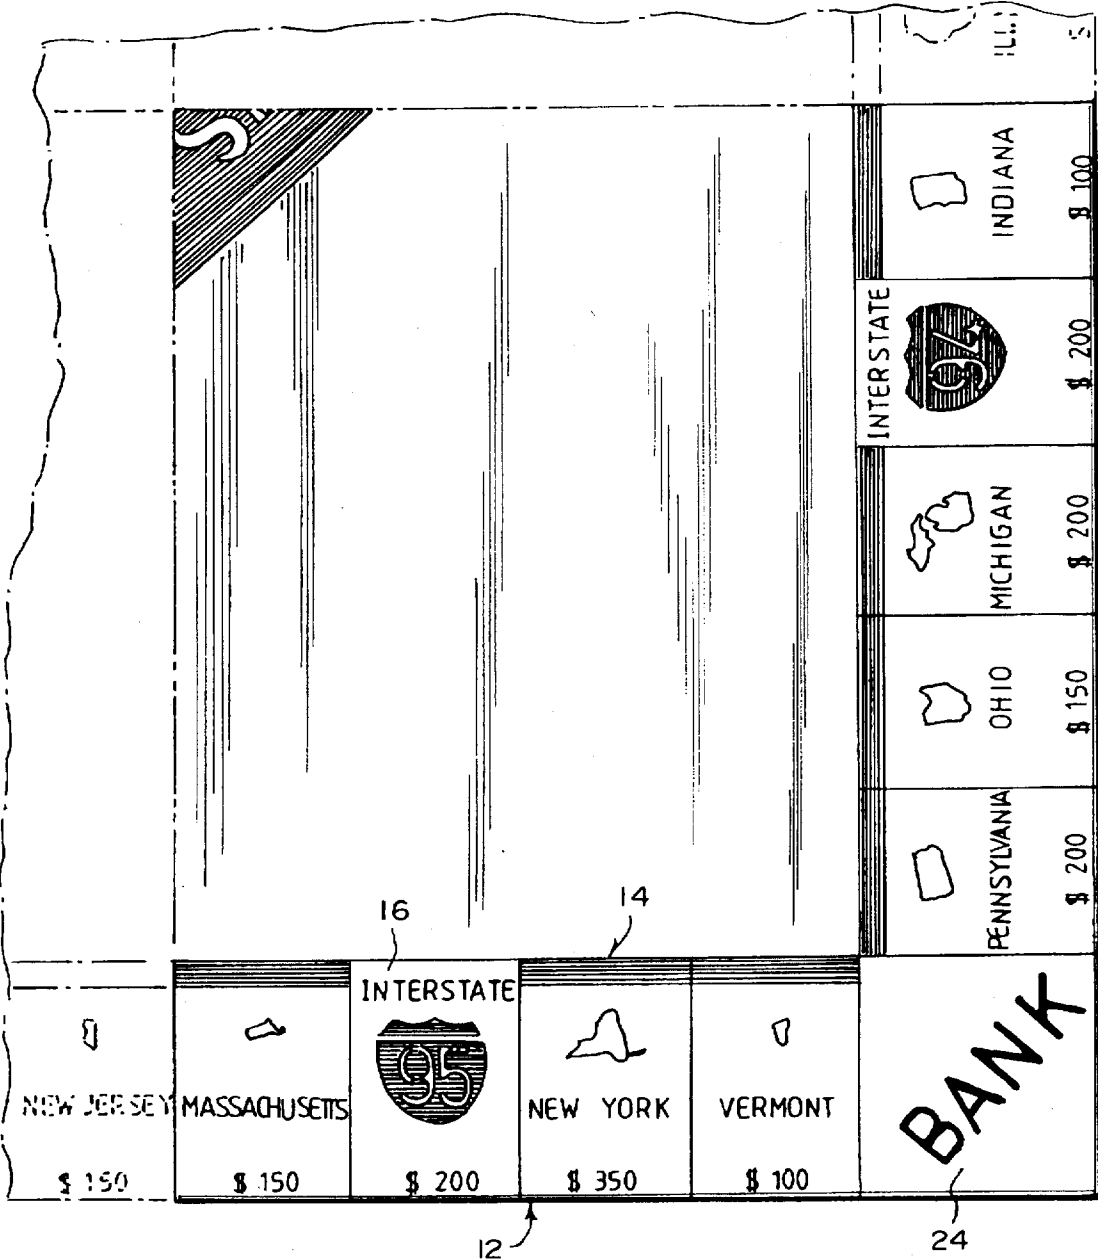 S
INDIANA
$ 100
INTERSTATE
94
$ 200
MICHIGAN
$ 200
OHIO
$ 150
PENNSYLVANIA
$ 200
16
14
INTERSTATE
95
$ 200
NEW JERSEY
$ 150
MASSACHUSETTS
$ 150
NEW YORK
$ 350
VERMONT
$ 100
BANK
12
24